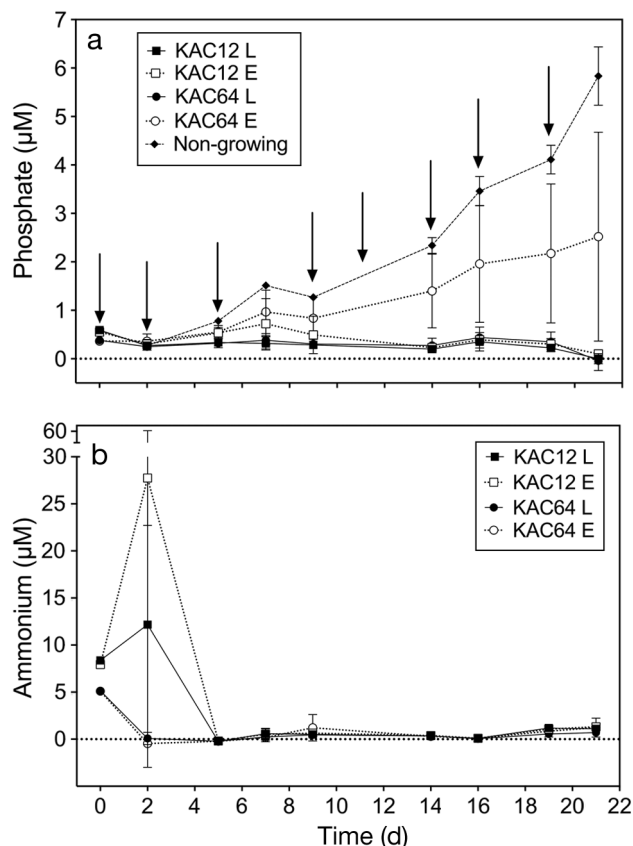 a
KAC12 L
KAC12 E
KAC64 L
KAC64 E
Non-growing
Phosphate (µM)
7
6
5
4
3
2
1
0
b
KAC12 L
KAC12 E
KAC64 L
KAC64 E
Ammonium (µM)
60
30
25
20
15
10
5
0
0 2 4 6 8 10 12 14 16 18 20 22
Time (d)